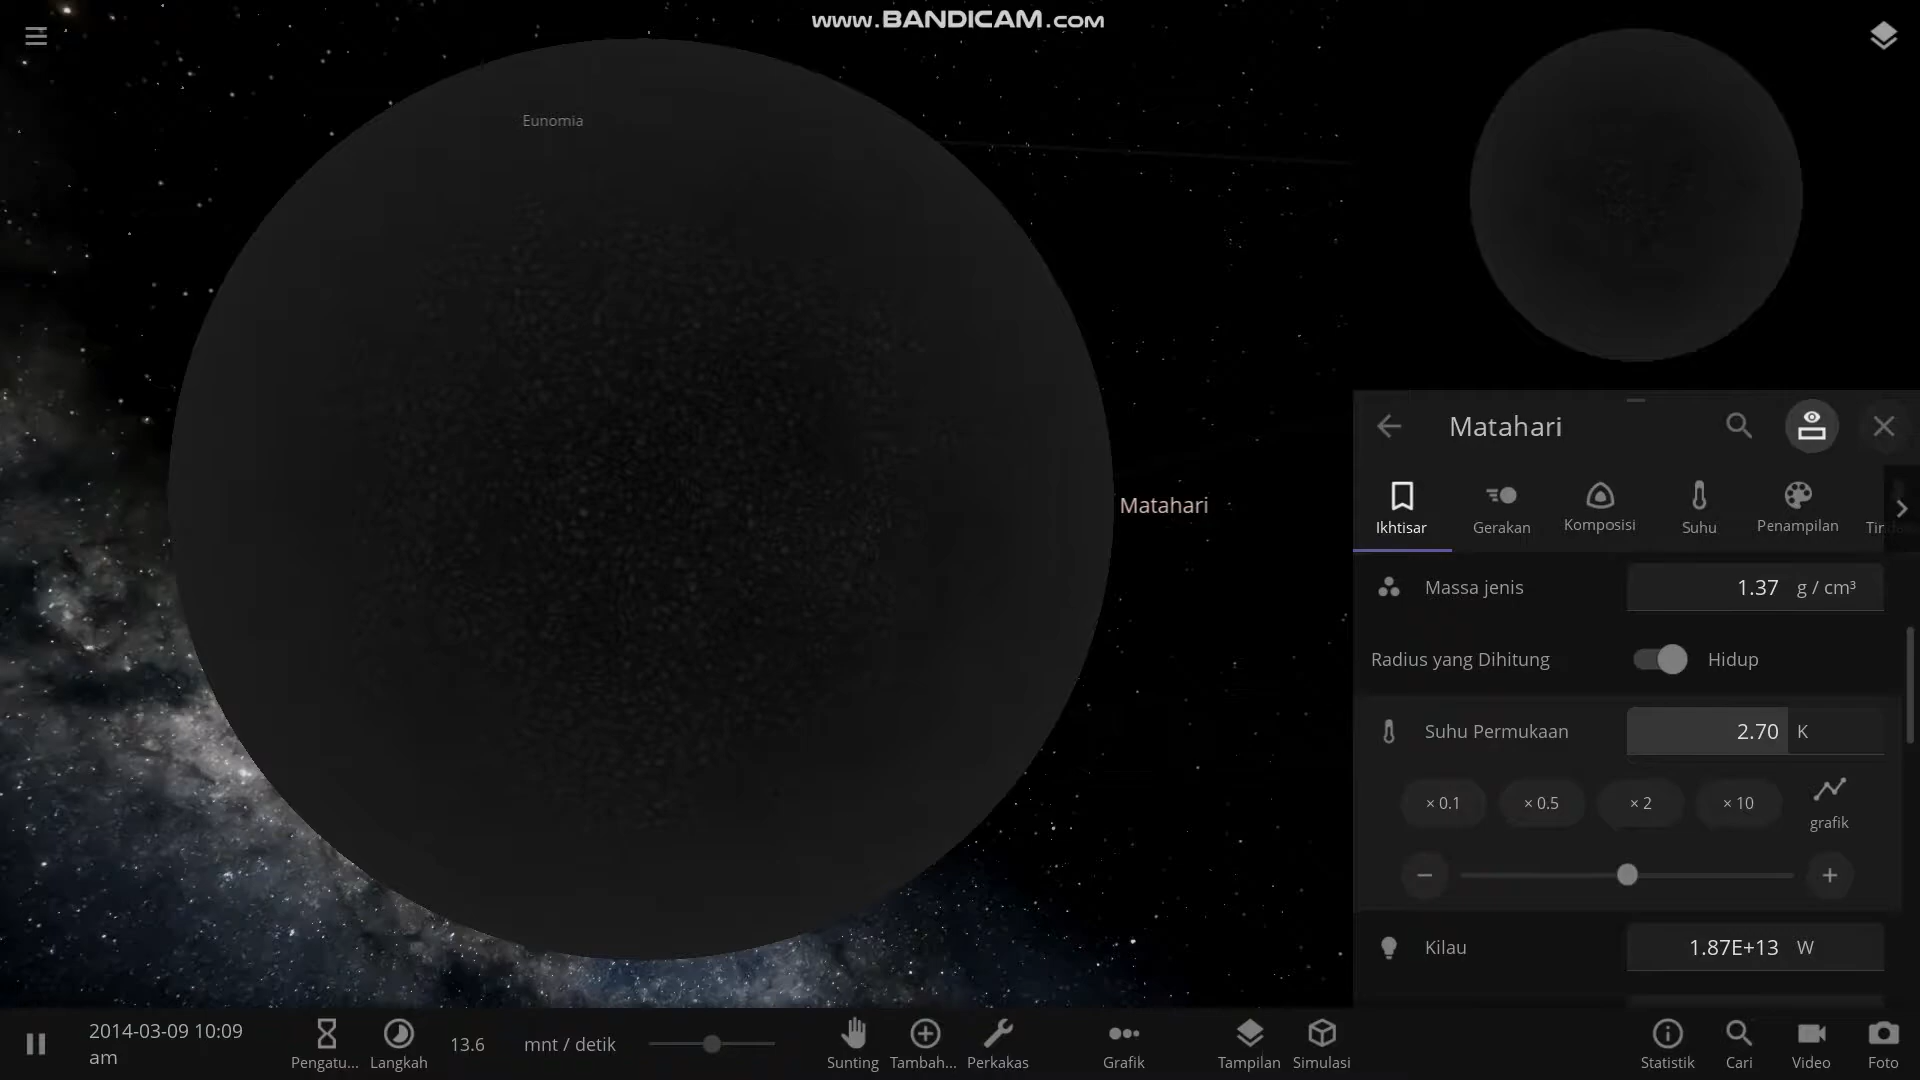 www.BANDICAM.com
Eunomia
Matahari
Matahari
Ikhtisar
Gerakan
Komposisi
Suhu
Penampilan
Massa jenis
1.37 g / cm³
Radius yang Dihitung
Hidup
Suhu Permukaan
2.70 K
× 0.1
× 0.5
× 2
× 10
grafik
Kilau
1.87E+13 W
2014-03-09 10:09
am
Pengatu...
Langkah
13.6 mnt / detik
Sunting
Tambah...
Perkakas
Grafik
Tampilan
Simulasi
Statistik
Cari
Video
Foto